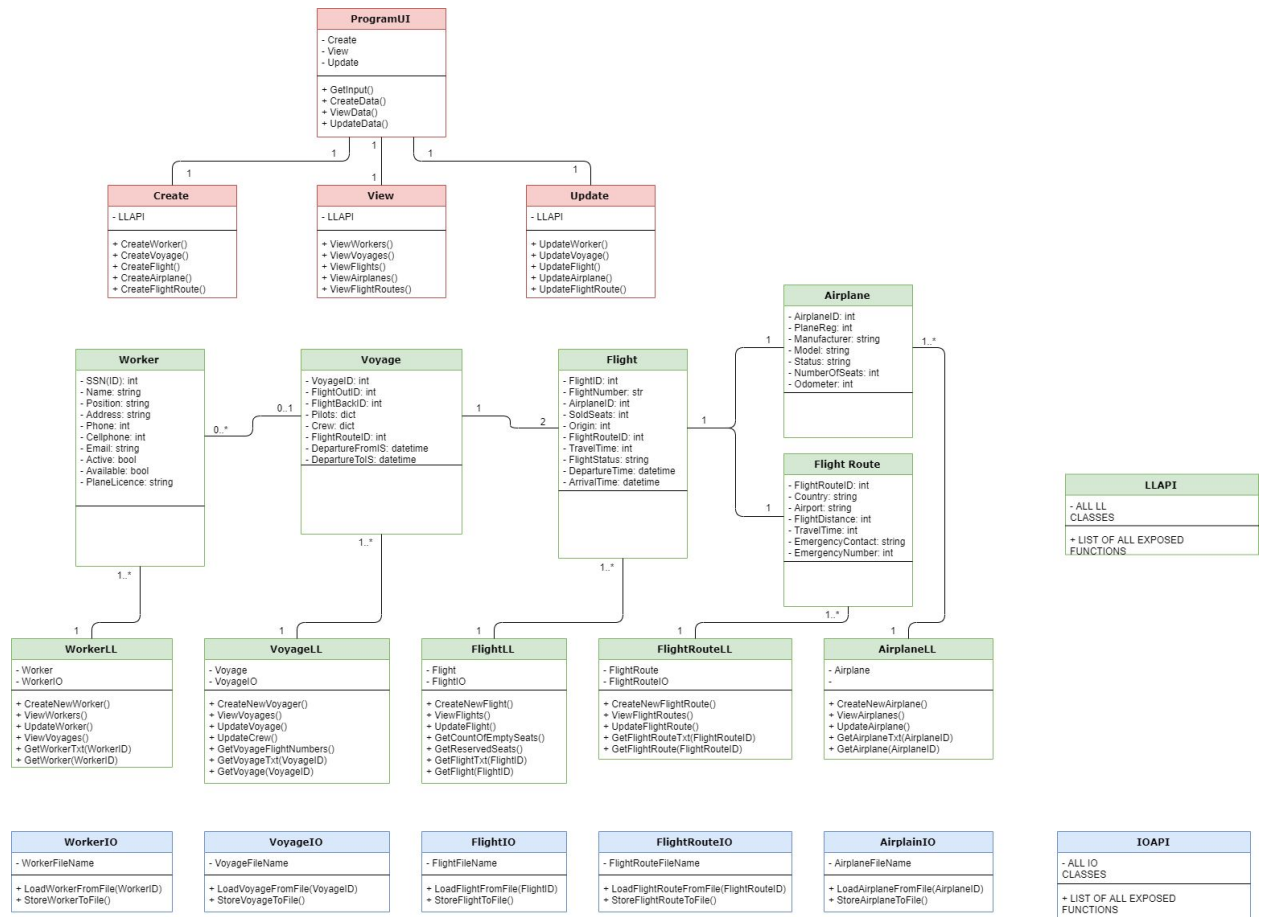 ProgramUI
- Create
- View
- Update
+ GetInput()
+ CreateData()
+ ViewData()
+ UpdateData()
1
1
1
1
1
1
Create
- LLAPI
+ CreateWorker()
+ CreateVoyage()
+ CreateFlight()
+ CreateAirplane()
+ CreateFlightRoute()
View
- LLAPI
+ ViewWorkers()
+ ViewVoyages()
+ ViewFlights()
+ ViewAirplanes()
+ ViewFlightRoutes()
Update
- LLAPI
+ UpdateWorker()
+ UpdateVoyage()
+ UpdateFlight()
+ UpdateAirplane()
+ UpdateFlightRoute()
Worker
- SSN(ID): int
- Name: string
- Position: string
- Address: string
- Phone: int
- Cellphone: int
- Email: string
- Active: bool
- Available: bool
- PlaneLicence: string
0..*
0..1
Voyage
- VoyageID: int
- FlightOutID: int
- FlightBackID: int
- Pilots: dict
- Crew: dict
- FlightRouteID: int
- DepartureFromIS: datetime
- DepartureToIS: datetime
1
2
Flight
- FlightID: int
- FlightNumber: str
- AirplaneID: int
- SoldSeats: int
- Origin: int
- FlightRouteID: int
- TravelTime: int
- FlightStatus: string
- DepartureTime: datetime
- ArrivalTime: datetime
1
1
1
Airplane
- AirplaneID: int
- PlaneReg: int
- Manufacturer: string
- Model: string
- Status: string
- NumberOfSeats: int
- Odometer: int
1..*
Flight Route
- FlightRouteID: int
- Country: string
- Airport: string
- FlightDistance: int
- TravelTime: int
- EmergencyContact: string
- EmergencyNumber: int
LLAPI
- ALL LL
CLASSES
+ LIST OF ALL EXPOSED
FUNCTIONS
1..*
1..*
1..*
1..*
1
1
1
1
1
WorkerLL
- Worker
- WorkerIO
+ CreateNewWorker()
+ ViewWorkers()
+ UpdateWorker()
+ ViewVoyages()
+ GetWorkerTxt(WorkerID)
+ GetWorker(WorkerID)
VoyageLL
- Voyage
- VoyageIO
+ CreateNewVoyager()
+ ViewVoyages()
+ UpdateVoyage()
+ UpdateCrew()
+ GetVoyageFlightNumbers()
+ GetVoyageTxt(VoyageID)
+ GetVoyage(VoyageID)
FlightLL
- Flight
- FlightIO
+ CreateNewFlight()
+ ViewFlights()
+ UpdateFlight()
+ GetCountOfEmptySeats()
+ GetReservedSeats()
+ GetFlightTxt(FlightID)
+ GetFlight(FlightID)
FlightRouteLL
- FlightRoute
- FlightRouteIO
+ CreateNewFlightRoute()
+ ViewFlightRoutes()
+ UpdateFlightRoute()
+ GetFlightRouteTxt(FlightRouteID)
+ GetFlightRoute(FlightRouteID)
AirplaneLL
- Airplane
-
+ CreateNewAirplane()
+ ViewAirplanes()
+ UpdateAirplane()
+ GetAirplaneTxt(AirplaneID)
+ GetAirplane(AirplaneID)
WorkerIO
- WorkerFileName
+ LoadWorkerFromFile(WorkerID)
+ StoreWorkerToFile()
VoyageIO
- VoyageFileName
+ LoadVoyageFromFile(VoyageID)
+ StoreVoyageToFile()
FlightIO
- FlightFileName
+ LoadFlightFromFile(FlightID)
+ StoreFlightToFile()
FlightRouteIO
- FlightRouteFileName
+ LoadFlightRouteFromFile(FlightRouteID)
+ StoreFlightRouteToFile()
AirplainIO
- AirplaneFileName
+ LoadAirplaneFromFile(AirplaneID)
+ StoreAirplaneToFile()
IOAPI
- ALL IO
CLASSES
+ LIST OF ALL EXPOSED
FUNCTIONS